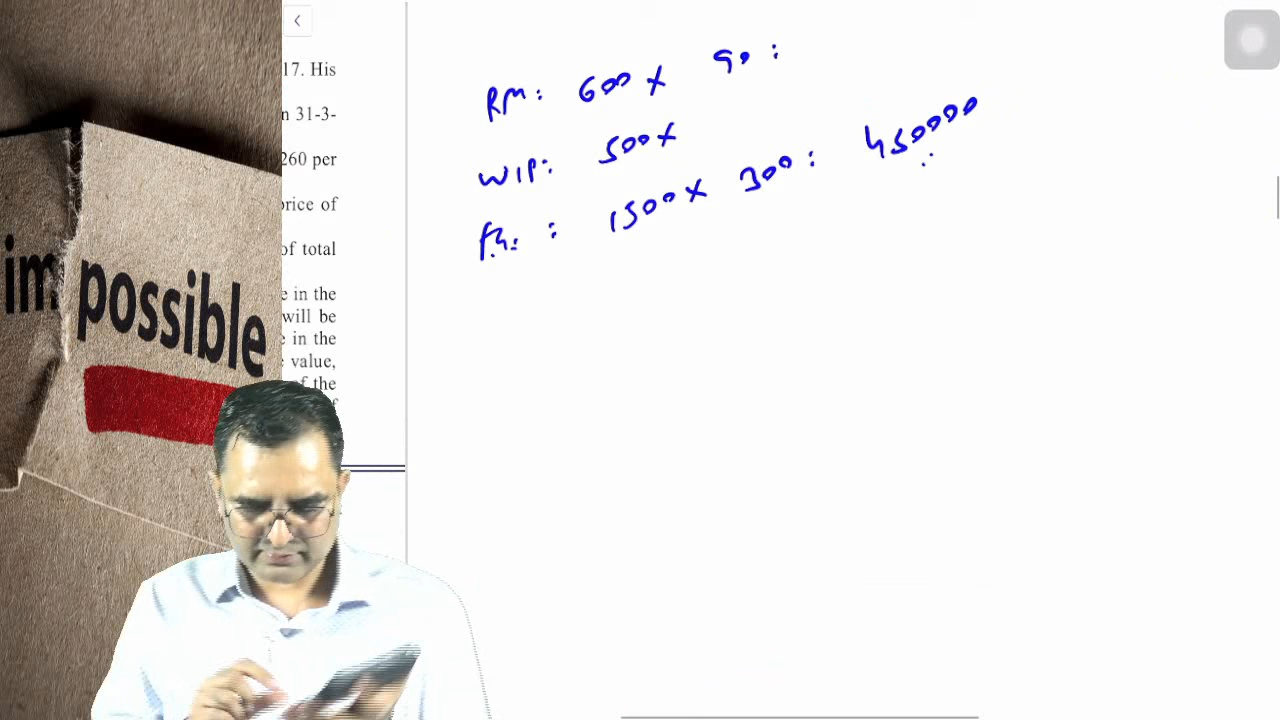 17. His
n 31-3-
260 per
price of
of total
e in the
will be
e in the
value,
of the
impossible
RM: 600 x 90 :
WIP: 500 x
1500 x 300 : 450000